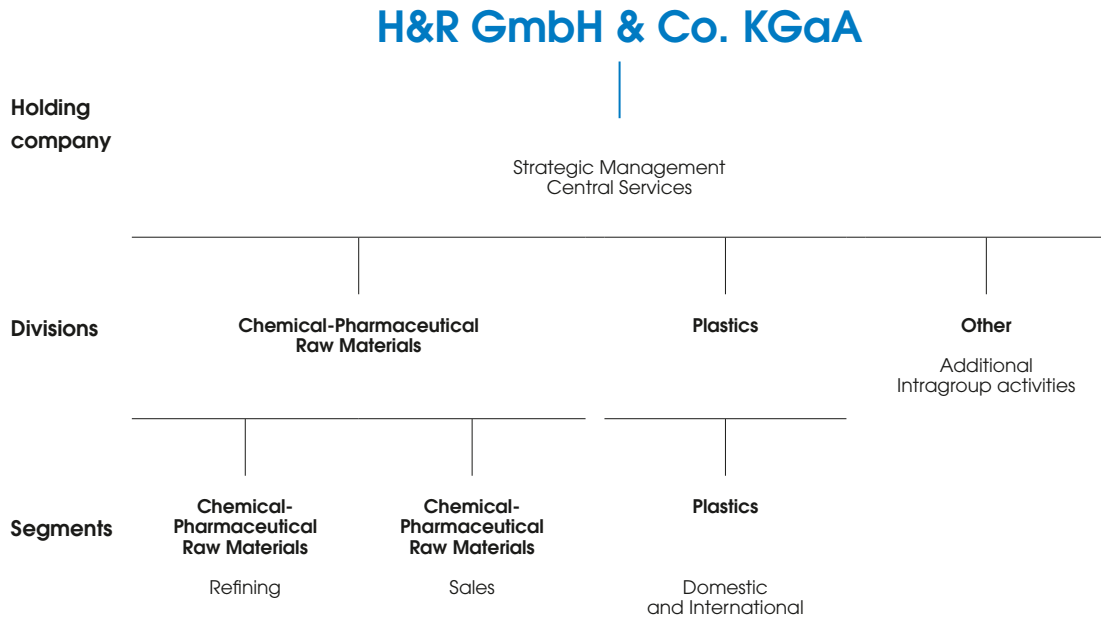 H&R GmbH & Co. KGaA
Holding
company
Strategic Management
Central Services
Divisions
Chemical-Pharmaceutical
Raw Materials
Plastics
Other
Additional
Intragroup activities
Segments
Chemical-
Pharmaceutical
Raw Materials
Refining
Chemical-
Pharmaceutical
Raw Materials
Sales
Plastics
Domestic
and International